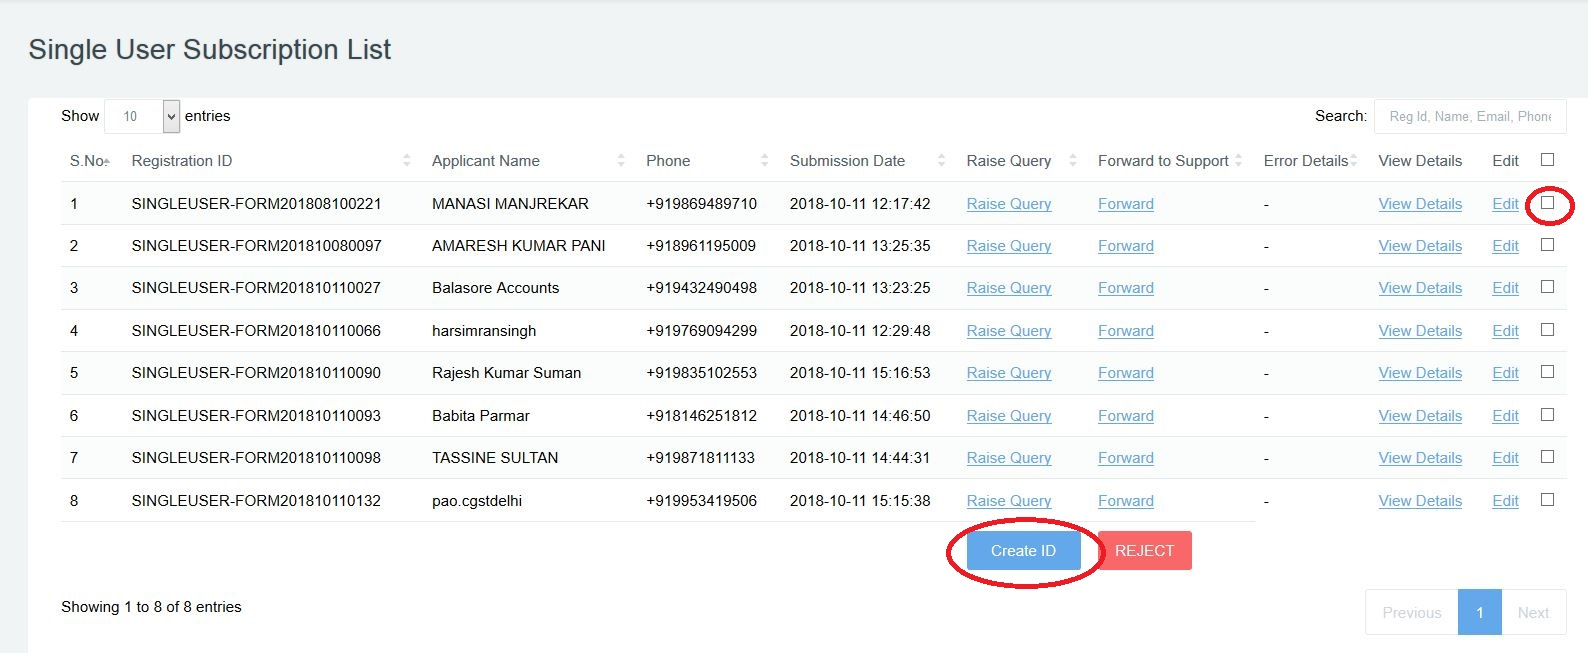 Single User Subscription List
Show 10 entries Search: Reg Id, Name, Email, Phone
S.No Registration ID Applicant Name Phone Submission Date Raise Query Forward to Support Error Details View Details Edit
1 SINGLEUSER-FORM201808100221 MANASI MANJREKAR +919869489710 2018-10-11 12:17:42 Raise Query Forward - View Details Edit
2 SINGLEUSER-FORM201810080097 AMARESH KUMAR PANI +918961195009 2018-10-11 13:25:35 Raise Query Forward - View Details Edit
3 SINGLEUSER-FORM201810110027 Balasore Accounts +919432490498 2018-10-11 13:23:25 Raise Query Forward - View Details Edit
4 SINGLEUSER-FORM201810110066 harsimransingh +919769094299 2018-10-11 12:29:48 Raise Query Forward - View Details Edit
5 SINGLEUSER-FORM201810110090 Rajesh Kumar Suman +919835102553 2018-10-11 15:16:53 Raise Query Forward - View Details Edit
6 SINGLEUSER-FORM201810110093 Babita Parmar +918146251812 2018-10-11 14:46:50 Raise Query Forward - View Details Edit
7 SINGLEUSER-FORM201810110098 TASSINE SULTAN +919871811133 2018-10-11 14:44:31 Raise Query Forward - View Details Edit
8 SINGLEUSER-FORM201810110132 pao.cgstdelhi +919953419506 2018-10-11 15:15:38 Raise Query Forward - View Details Edit
Create ID REJECT
Showing 1 to 8 of 8 entries Previous 1 Next